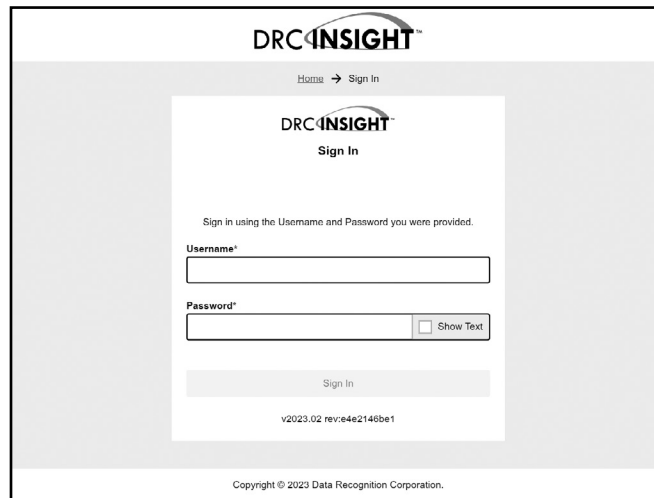 DRC INSIGHT™
Home → Sign In
DRC INSIGHT™
Sign In
Sign in using the Username and Password you were provided.
Username*
Password*
Show Text
Sign In
v2023.02 rev:e4e2146be1
Copyright © 2023 Data Recognition Corporation.